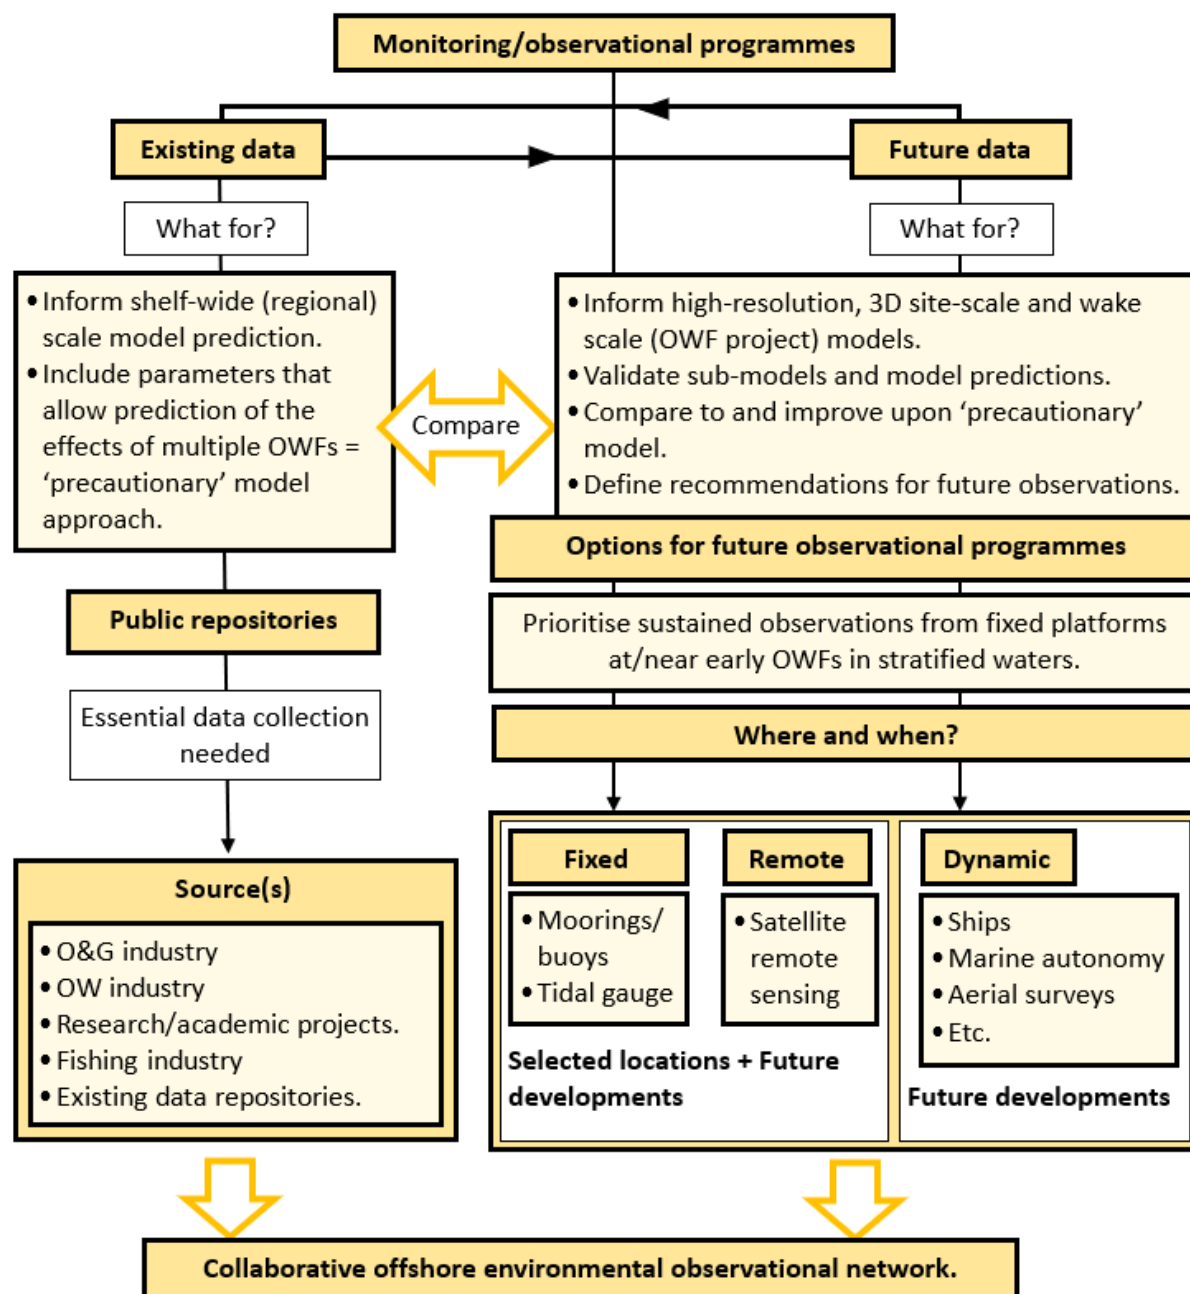 Monitoring/observational programmes
Existing data
Future data
What for?
What for?
• Inform shelf-wide (regional)
scale model prediction.
• Include parameters that
allow prediction of the
effects of multiple OWFs =
‘precautionary’ model
approach.
Compare
• Inform high-resolution, 3D site-scale and wake
scale (OWF project) models.
• Validate sub-models and model predictions.
• Compare to and improve upon ‘precautionary’
model.
• Define recommendations for future observations.
Public repositories
Essential data collection
needed
Source(s)
• O&G industry
• OW industry
• Research/academic projects.
• Fishing industry
• Existing data repositories.
Options for future observational programmes
Prioritise sustained observations from fixed platforms
at/near early OWFs in stratified waters.
Where and when?
Fixed
• Moorings/
buoys
• Tidal gauge
Remote
• Satellite
remote
sensing
Selected locations + Future
developments
Dynamic
• Ships
• Marine autonomy
• Aerial surveys
• Etc.
Future developments
Collaborative offshore environmental observational network.